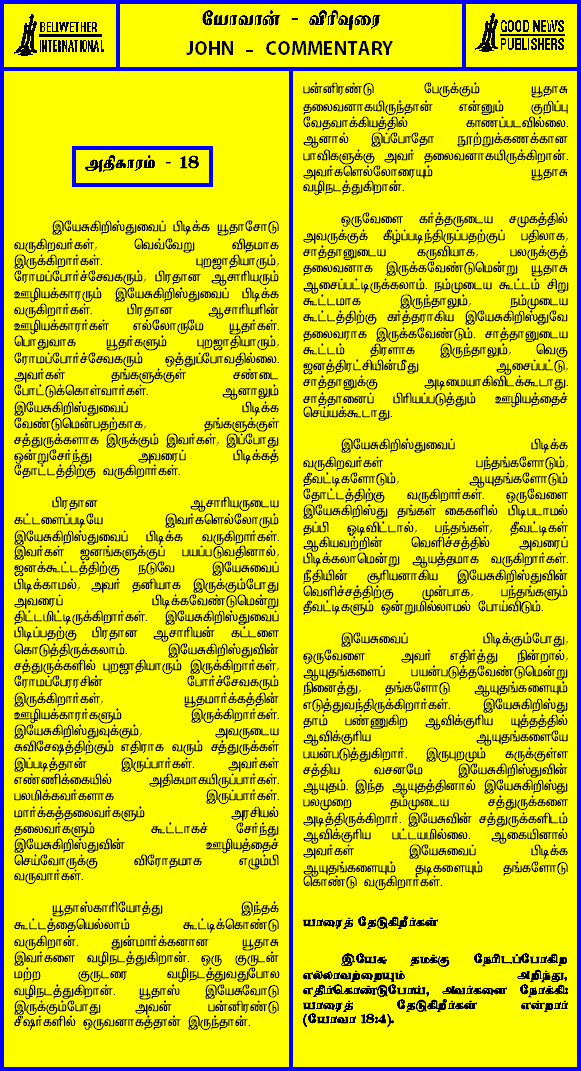 BELIWETHER
INTERNATIONAL
யோவான் - விரிவுரை
JOHN - COMMENTARY
GOOD NEWS
PUBLISHERS
அதிகாரம் - 18
இயேசுகிறிஸ்துவைப் பிடிக்க யூதாசோடு
வருகிறவர்கள், வெவ்வேறு விதமாக
இருக்கிறார்கள். புறஜாதியாரும்,
ரோமப்போர்ச்சேவகரும், பிரதான ஆசாரியரும்
ஊழியக்காரரும் இயேசுகிறிஸ்துவைப் பிடிக்க
வருகிறார்கள். பிரதான ஆசாரியரின்
ஊழியக்காரர்கள் எல்லோருமே யூதர்கள்.
பொதுவாக யூதர்களும் புறஜாதியாரும்,
ரோமப்போர்ச்சேவகரும் ஒத்துப்போவதில்லை.
அவர்கள் தங்களுக்குள் சண்டை
போட்டுக்கொள்வார்கள். ஆனாலும்
இயேசுகிறிஸ்துவைப் பிடிக்க
வேண்டுமென்பதற்காக, தங்களுக்குள்
சத்துருக்களாக இருக்கும் இவர்கள், இப்போது
ஒன்றுசேர்ந்து அவரைப் பிடிக்கத்
தோட்டத்திற்கு வருகிறார்கள்.
பிரதான ஆசாரியருடைய
கட்டளைப்படியே இவர்களெல்லோரும்
இயேசுகிறிஸ்துவைப் பிடிக்க வருகிறார்கள்.
இவர்கள் ஜனங்களுக்குப் பயப்படுவதினால்,
ஜனக்கூட்டத்திற்கு நடுவே இயேசுவைப்
பிடிக்காமல், அவர் தனியாக இருக்கும்போது
அவரைப் பிடிக்கவேண்டுமென்று
திட்டமிட்டிருக்கிறார்கள். இயேசுகிறிஸ்துவைப்
பிடிப்பதற்கு பிரதான ஆசாரியன் கட்டளை
கொடுத்திருக்கலாம். இயேசுகிறிஸ்துவின்
சத்துருக்களில் புறஜாதியாரும் இருக்கிறார்கள்,
ரோமப்பேரரசின் போர்ச்சேவகரும்
இருக்கிறார்கள், யூதமார்க்கத்தின்
ஊழியக்காரர்களும் இருக்கிறார்கள்.
இயேசுகிறிஸ்துவுக்கும், அவருடைய
சுவிசேஷத்திற்கும் எதிராக வரும் சத்துருக்கள்
இப்படித்தான் இருப்பார்கள். அவர்கள்
எண்ணிக்கையில் அதிகமாகயிருப்பார்கள்.
பலமிக்கவர்களாக இருப்பார்கள்.
மார்க்கத்தலைவர்களும் அரசியல்
தலைவர்களும் கூட்டாகச் சேர்ந்து
இயேசுகிறிஸ்துவின் ஊழியத்தைச்
செய்வோருக்கு விரோதமாக எழும்பி
வருவார்கள்.
யூதாஸ்காரியோத்து இந்தக்
கூட்டத்தையெல்லாம் கூட்டிக்கொண்டு
வருகிறான். துன்மார்க்கனான யூதாசு
இவர்களை வழிநடத்துகிறான். ஒரு குருடன்
மற்ற குருடரை வழிநடத்துவதுபோல
வழிநடத்துகிறான். யூதாஸ் இயேசுவோடு
இருக்கும்போது அவன் பன்னிரண்டு
சீஷர்களில் ஒருவனாகத்தான் இருந்தான்.
பன்னிரண்டு பேருக்கும் யூதாசு
தலைவனாகயிருந்தான் என்னும் குறிப்பு
வேதவாக்கியத்தில் காணப்படவில்லை.
ஆனால் இப்போதோ நூற்றுக்கணக்கான
பாவிகளுக்கு அவர் தலைவனாகயிருக்கிறான்.
அவர்களெல்லோரையும் யூதாசு
வழிநடத்துகிறான்.
ஒருவேளை கர்த்தருடைய சமுகத்தில்
அவருக்குக் கீழ்ப்படிந்திருப்பதற்குப் பதிலாக,
சாத்தானுடைய கருவியாக, பலருக்குத்
தலைவனாக இருக்கவேண்டுமென்று யூதாசு
ஆசைப்பட்டிருக்கலாம். நம்முடைய கூட்டம் சிறு
கூட்டமாக இருந்தாலும், நம்முடைய
கூட்டத்திற்கு கர்த்தராகிய இயேசுகிறிஸ்துவே
தலைவராக இருக்கவேண்டும். சாத்தானுடைய
கூட்டம் திரளாக இருந்தாலும், வெகு
ஜனத்திரட்சியின்மீது ஆசைப்பட்டு,
சாத்தானுக்கு அடிமையாகிவிடக்கூடாது.
சாத்தானைப் பிரியப்படுத்தும் ஊழியத்தைச்
செய்யக்கூடாது.
இயேசுகிறிஸ்துவைப் பிடிக்க
வருகிறவர்கள் பந்தங்களோடும்,
தீவட்டிகளோடும், ஆயுதங்களோடும்
தோட்டத்திற்கு வருகிறார்கள். ஒருவேளை
இயேசுகிறிஸ்து தங்கள் கைகளில் பிடிபடாமல்
தப்பி ஓடிவிட்டால், பந்தங்கள், தீவட்டிகள்
ஆகியவற்றின் வெளிச்சத்தில் அவரைப்
பிடிக்கலாமென்று ஆயத்தமாக வருகிறார்கள்.
நீதியின் சூரியனாகிய இயேசுகிறிஸ்துவின்
வெளிச்சத்திற்கு முன்பாக, பந்தங்களும்
தீவட்டிகளும் ஒன்றுமில்லாமல் போய்விடும்.
இயேசுவைப் பிடிக்கும்போது,
ஒருவேளை அவர் எதிர்த்து நின்றால்,
ஆயுதங்களைப் பயன்படுத்தவேண்டுமென்று
நினைத்து, தங்களோடு ஆயுதங்களையும்
எடுத்துவந்திருக்கிறார்கள். இயேசுகிறிஸ்து
தாம் பண்ணுகிற ஆவிக்குரிய யுத்தத்தில்
ஆவிக்குரிய ஆயுதங்களையே
பயன்படுத்துகிறார். இருபுறமும் கருக்குள்ள
சத்திய வசனமே இயேசுகிறிஸ்துவின்
ஆயுதம். இந்த ஆயுதத்தினால் இயேசுகிறிஸ்து
பலமுறை தம்முடைய சத்துருக்களை
அடித்திருக்கிறார். இயேசுவின் சத்துருக்களிடம்
ஆவிக்குரிய பட்டயமில்லை. ஆகையினால்
அவர்கள் இயேசுவைப் பிடிக்க
ஆயுதங்களையும் தடிகளையும் தங்களோடு
கொண்டு வருகிறார்கள்.
யாரைத் தேடுகிறீர்கள்
இயேசு தமக்கு நேரிடப்போகிற
எல்லாவற்றையும் அறிந்து,
எதிர்கொண்டுபோய், அவர்களை நோக்கி:
யாரைத் தேடுகிறீர்கள் என்றார்
(யோவா 18:4).